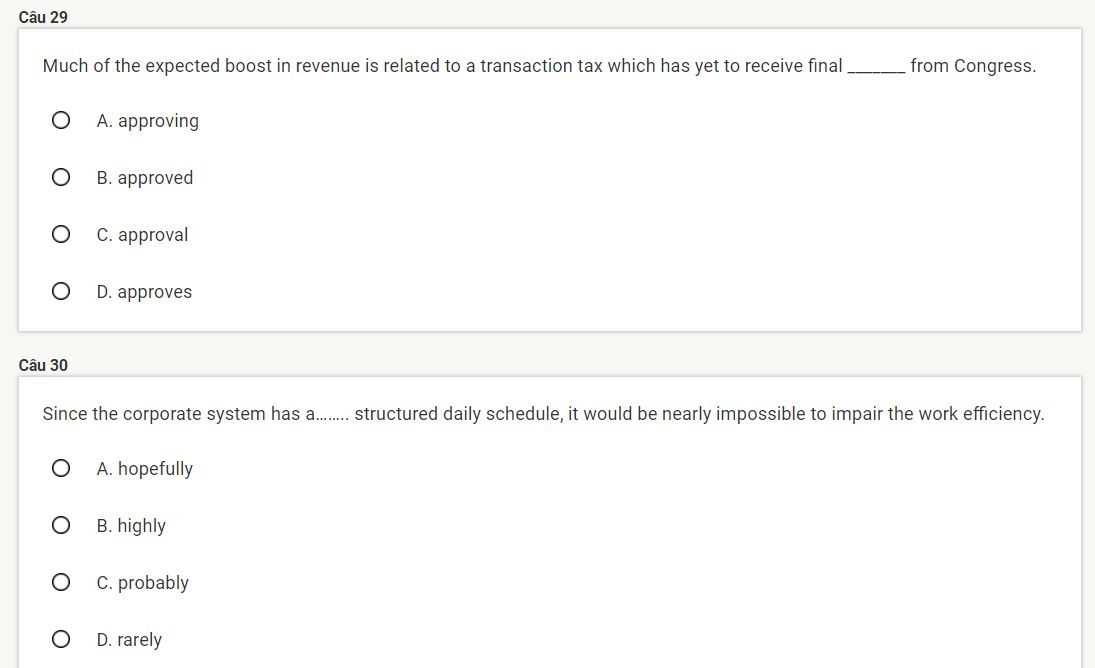 Câu 29
Much of the expected boost in revenue is related to a transaction tax which has yet to receive final _______ from Congress.
A. approving
B. approved
C. approval
D. approves
Câu 30
Since the corporate system has a........ structured daily schedule, it would be nearly impossible to impair the work efficiency.
A. hopefully
B. highly
C. probably
D. rarely